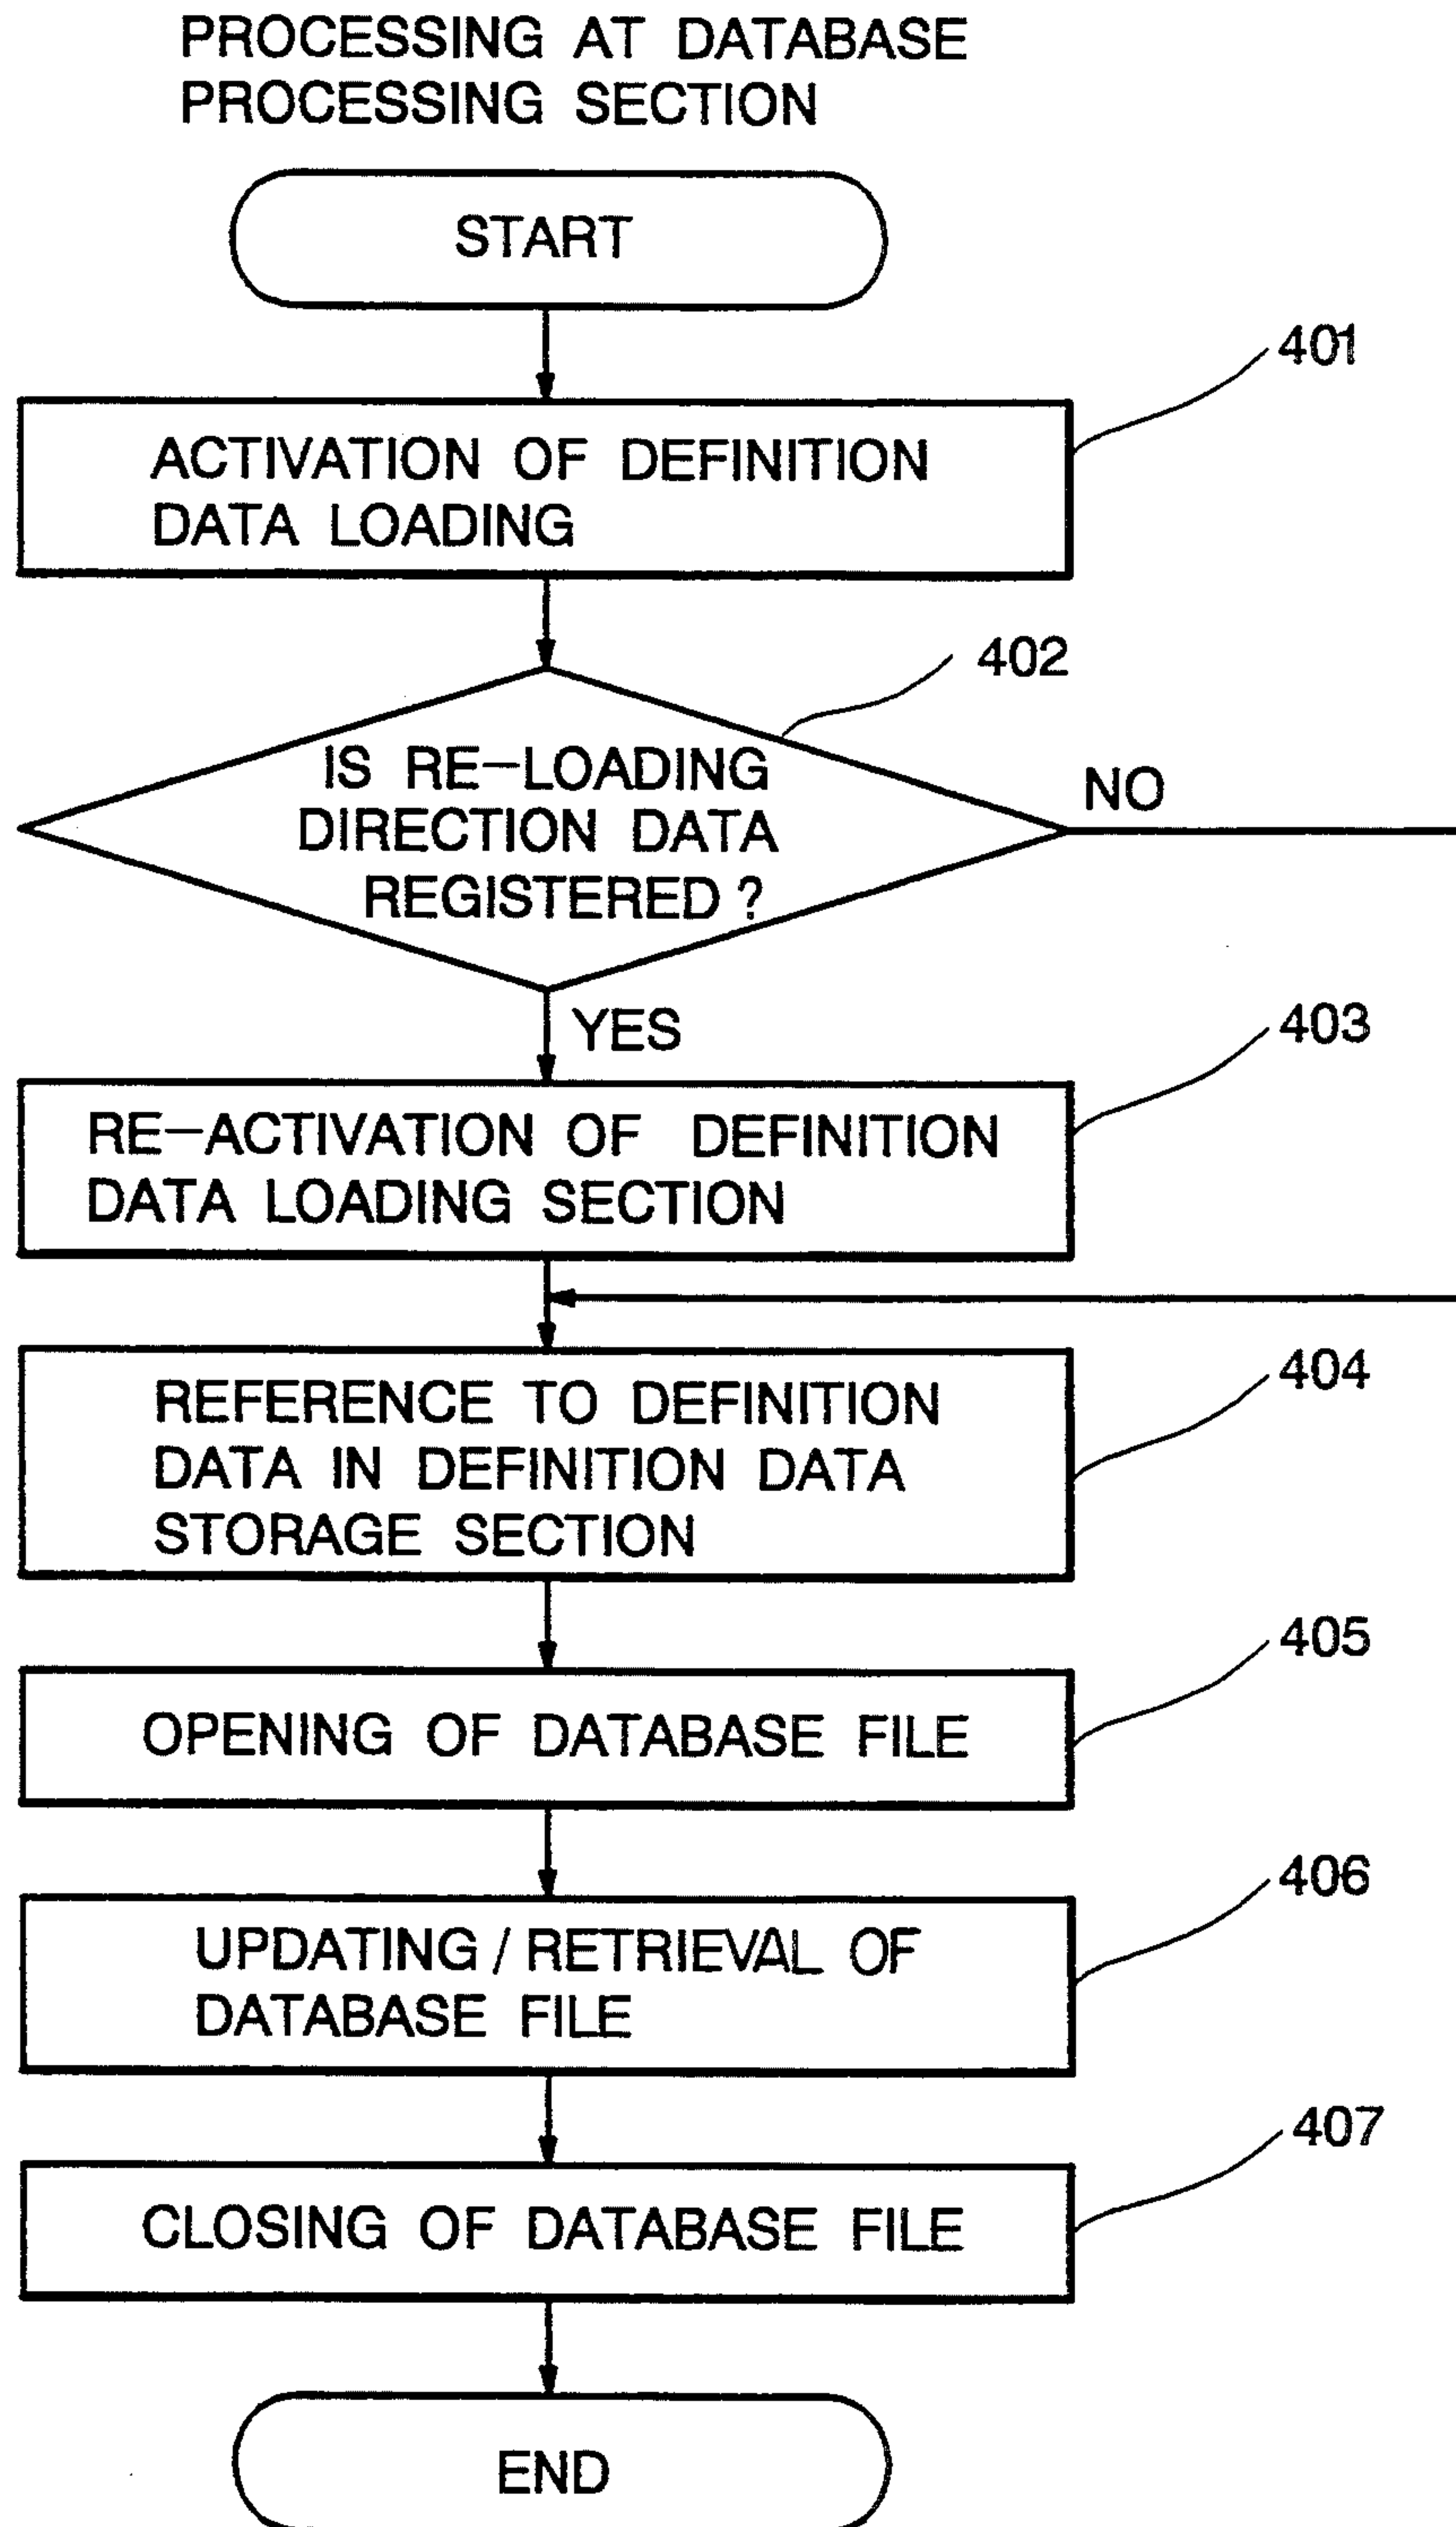 PROCESSING AT DATABASE
PROCESSING SECTION
START
401
ACTIVATION OF DEFINITION
DATA LOADING
402
IS RE-LOADING
DIRECTION DATA
REGISTERED ?
NO
YES
403
RE-ACTIVATION OF DEFINITION
DATA LOADING SECTION
404
REFERENCE TO DEFINITION
DATA IN DEFINITION DATA
STORAGE SECTION
405
OPENING OF DATABASE FILE
406
UPDATING / RETRIEVAL OF
DATABASE FILE
407
CLOSING OF DATABASE FILE
END